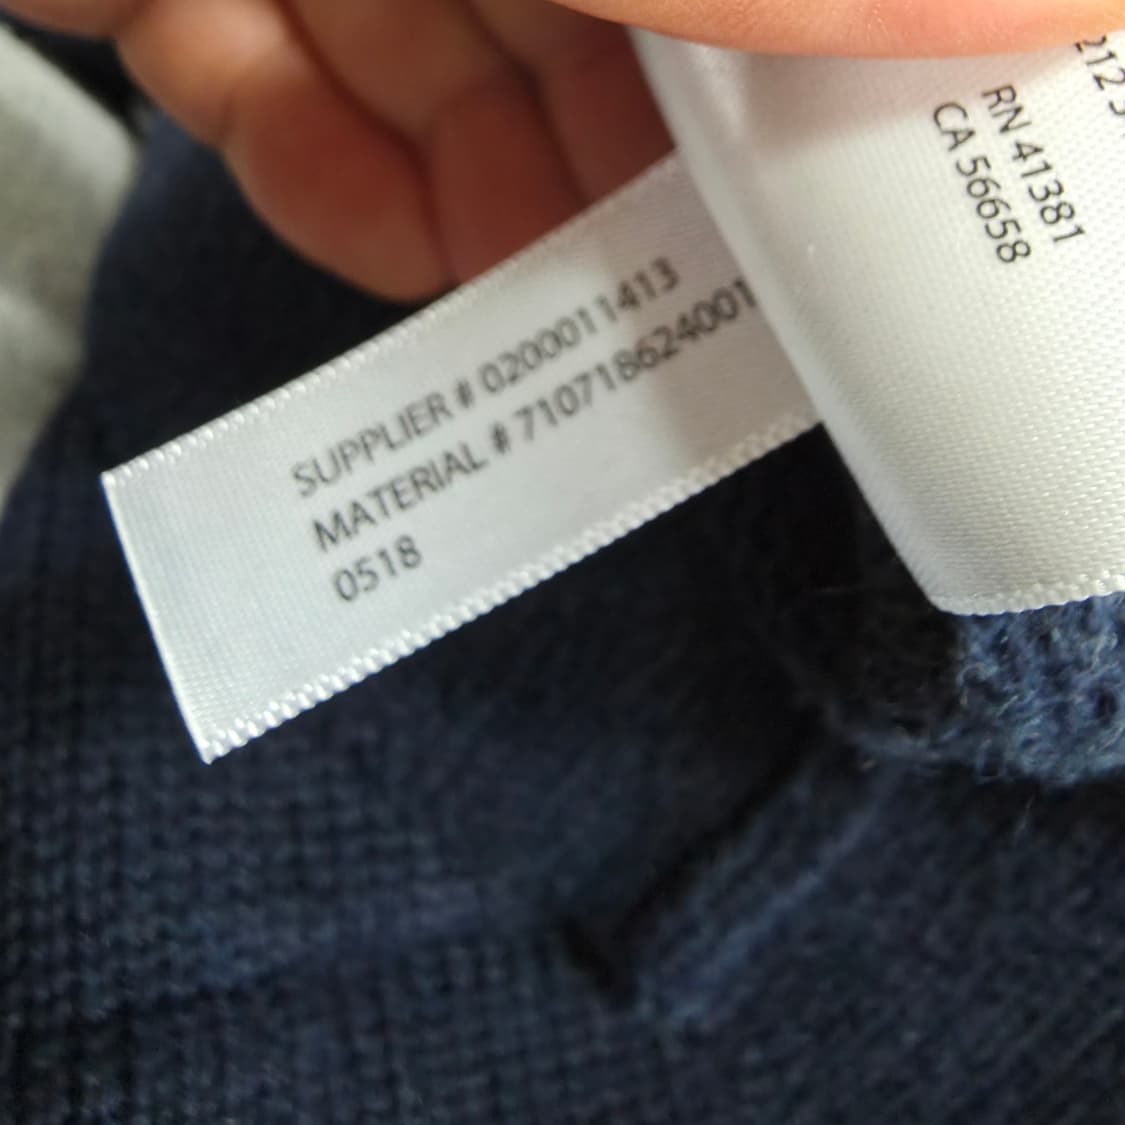 SUPPLIER # 0200011413
MATERIAL # 710718624001
0518
RN 41381
CA 56658